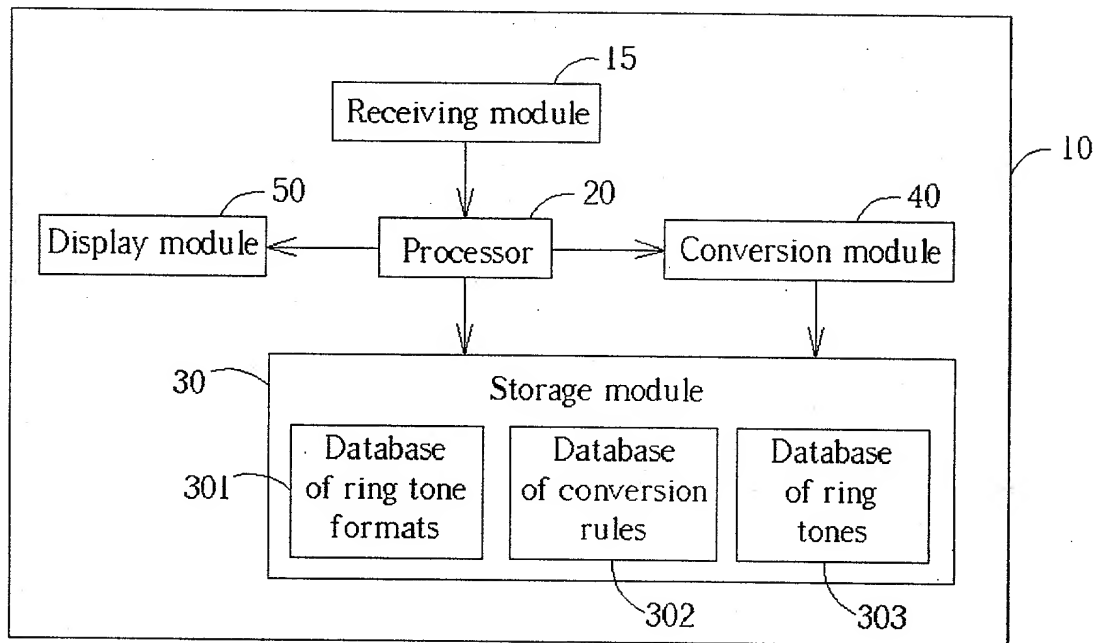 15
Receiving module
10
50
20
40
Display module
Processor
Conversion module
30
Storage module
301
Database
of ring tone
formats
Database
of conversion
rules
Database
of ring
tones
302
303